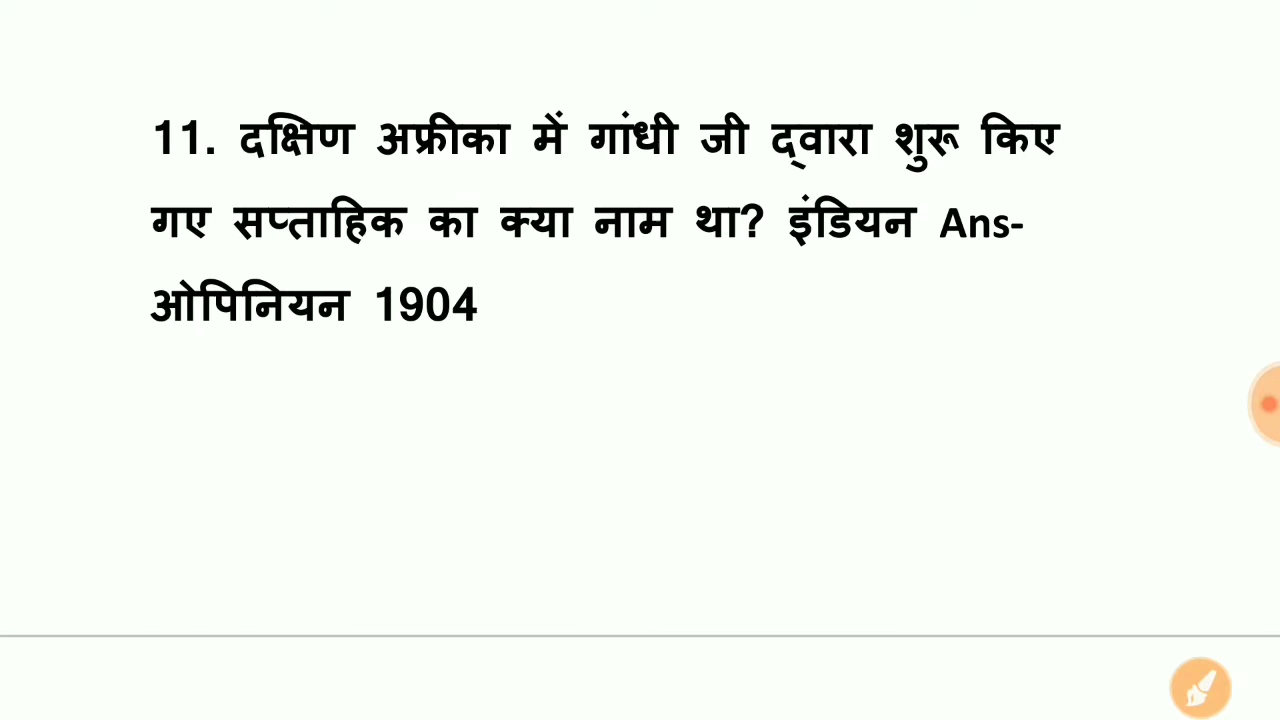 11. दक्षिण अफ्रीका में गांधी जी द्वारा शुरू किए
गए सप्ताहिक का क्या नाम था? इंडियन Ans-
ओपिनियन 1904